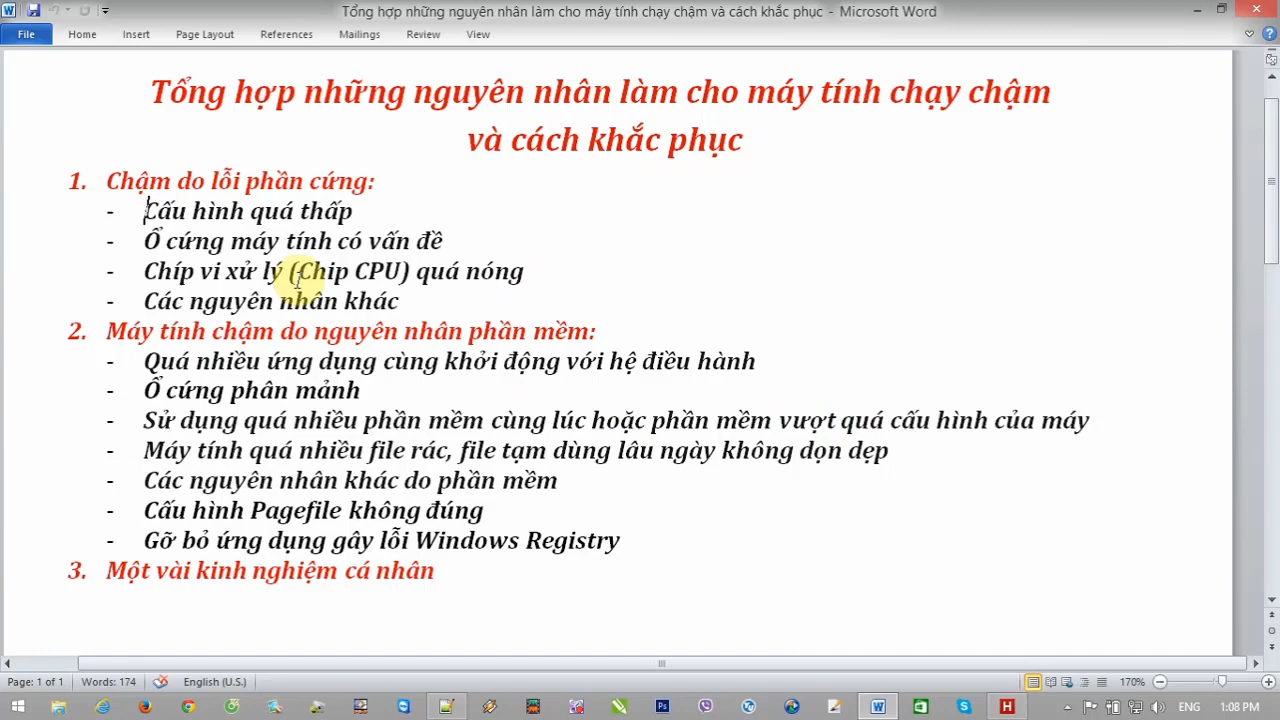 Tổng hợp những nguyên nhân làm cho máy tính chạy chậm và cách khắc phục - Microsoft Word
File Home Insert Page Layout References Mailings Review View
Tổng hợp những nguyên nhân làm cho máy tính chạy chậm
và cách khắc phục
1. Chậm do lỗi phần cứng:
- Cấu hình quá thấp
- Ổ cứng máy tính có vấn đề
- Chíp vi xử lý (Chip CPU) quá nóng
- Các nguyên nhân khác
2. Máy tính chậm do nguyên nhân phần mềm:
- Quá nhiều ứng dụng cùng khởi động với hệ điều hành
- Ổ cứng phân mảnh
- Sử dụng quá nhiều phần mềm cùng lúc hoặc phần mềm vượt quá cấu hình của máy
- Máy tính quá nhiều file rác, file tạm dùng lâu ngày không dọn dẹp
- Các nguyên nhân khác do phần mềm
- Cấu hình Pagefile không đúng
- Gỡ bỏ ứng dụng gây lỗi Windows Registry
3. Một vài kinh nghiệm cá nhân
Page: 1 of 1 Words: 174 English (U.S.) 170%
ENG 1:08 PM